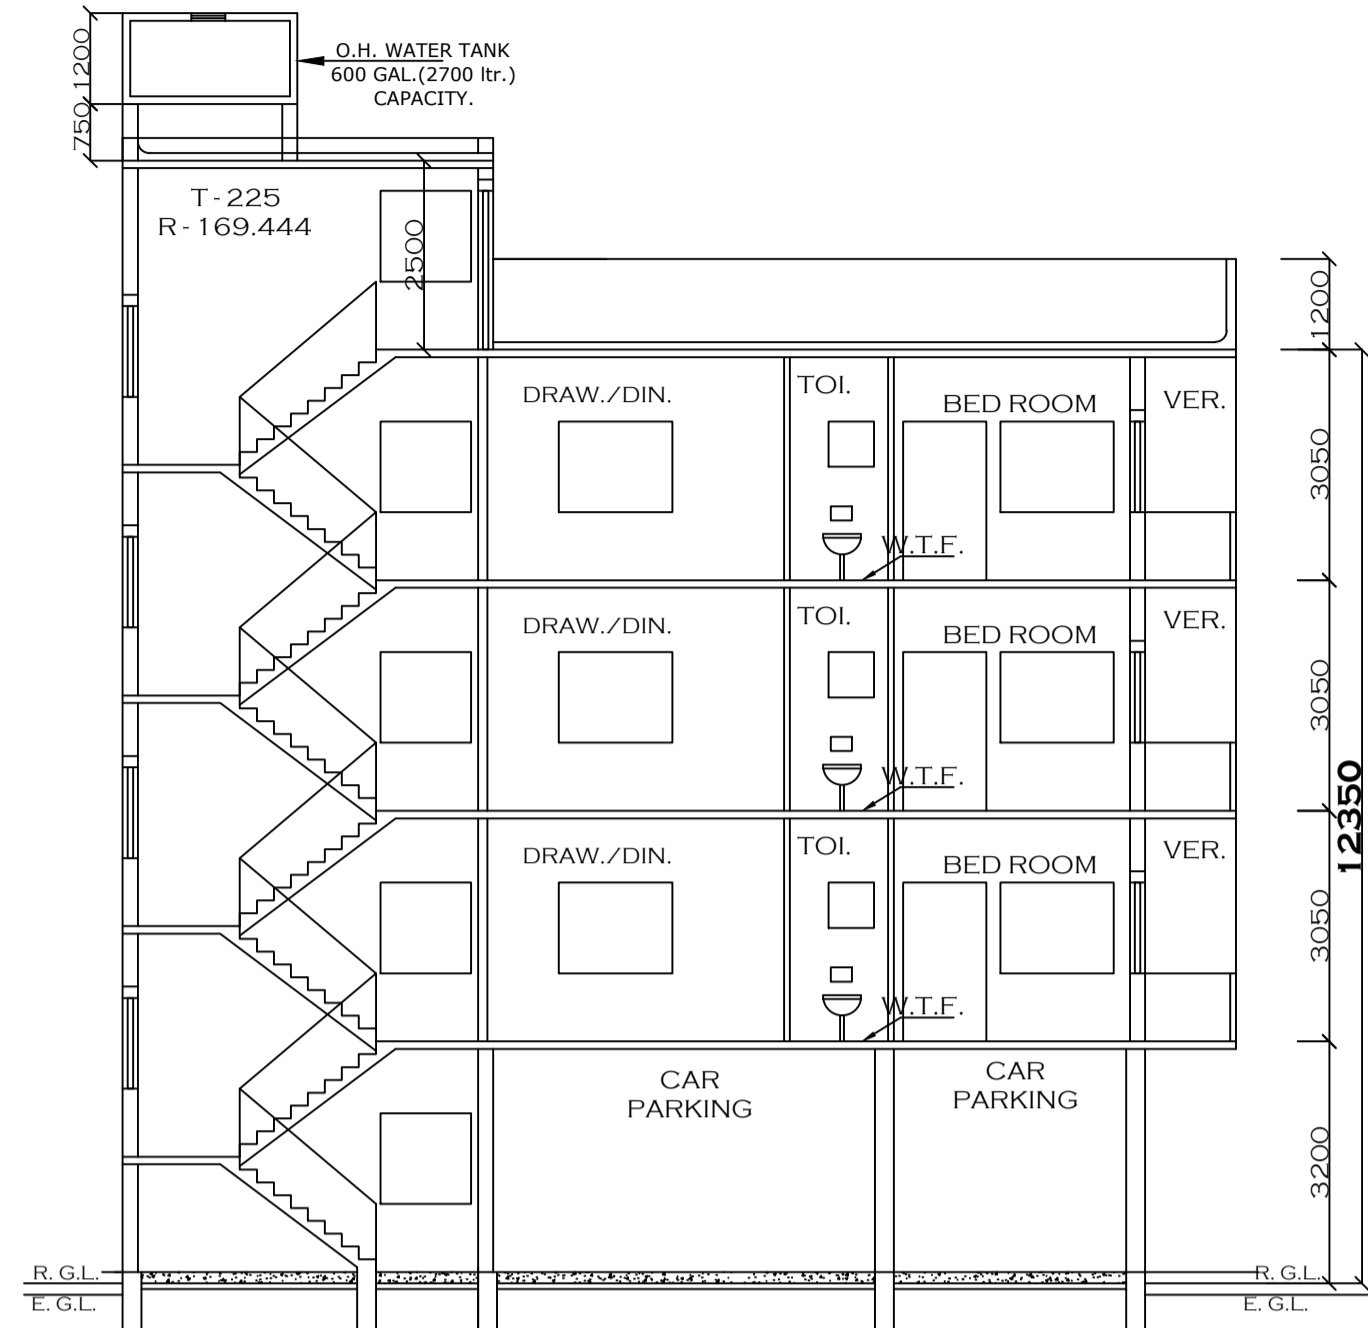 O.H. WATER TANK
600 GAL.(2700 ltr.)
CAPACITY.
1200
750
T-225
R-169.444
2500
1200
DRAW./DIN.
TOI.
BED ROOM
VER.
3050
W.T.F.
DRAW./DIN.
TOI.
BED ROOM
VER.
3050
W.T.F.
12350
DRAW./DIN.
TOI.
BED ROOM
VER.
3050
W.T.F.
CAR
PARKING
CAR
PARKING
3200
R. G.L.
E. G.L.
R. G.L.
E. G.L.